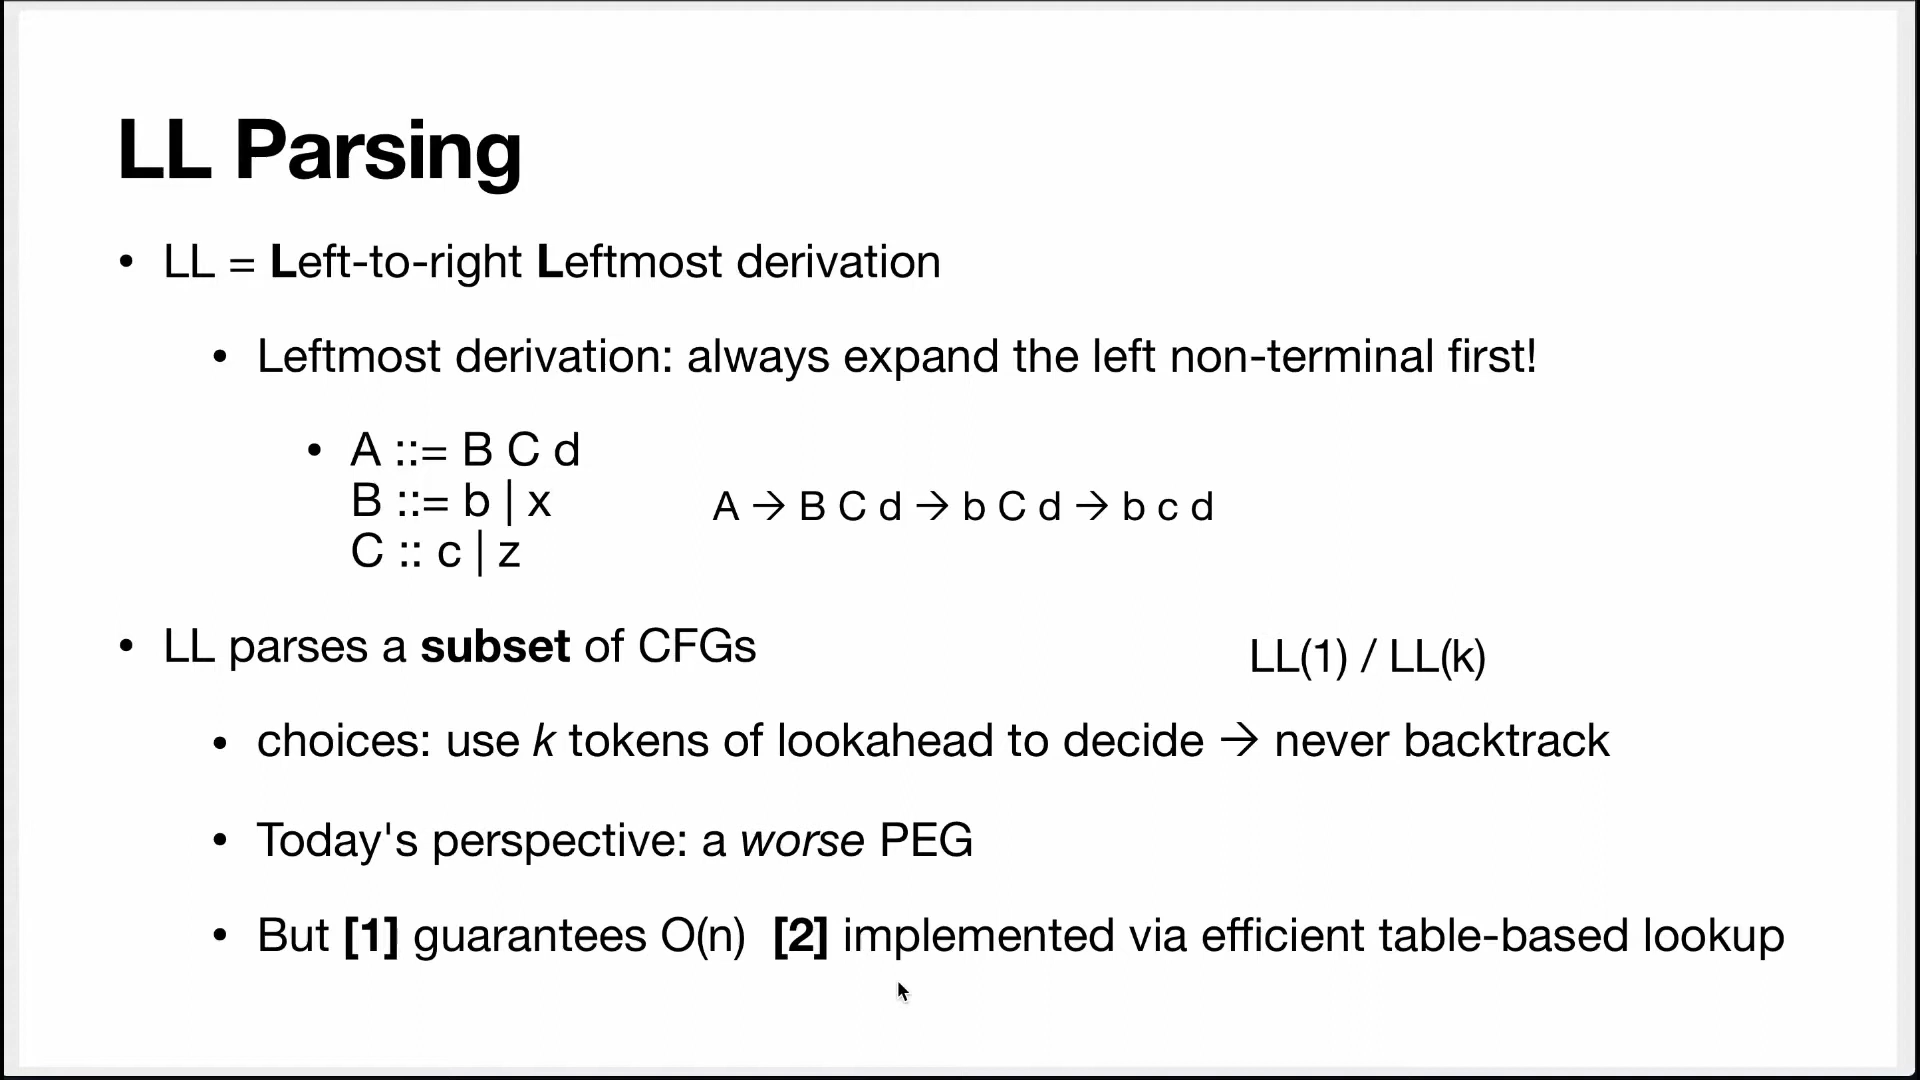 LL Parsing
• LL = Left-to-right Leftmost derivation
• Leftmost derivation: always expand the left non-terminal first!
• A ::= B C d
B ::= b | x
A → B C d → b C d → b c d
C :: c | z
• LL parses a subset of CFGs
LL(1) / LL(k)
• choices: use k tokens of lookahead to decide → never backtrack
• Today's perspective: a worse PEG
• But [1] guarantees O(n) [2] implemented via efficient table-based lookup